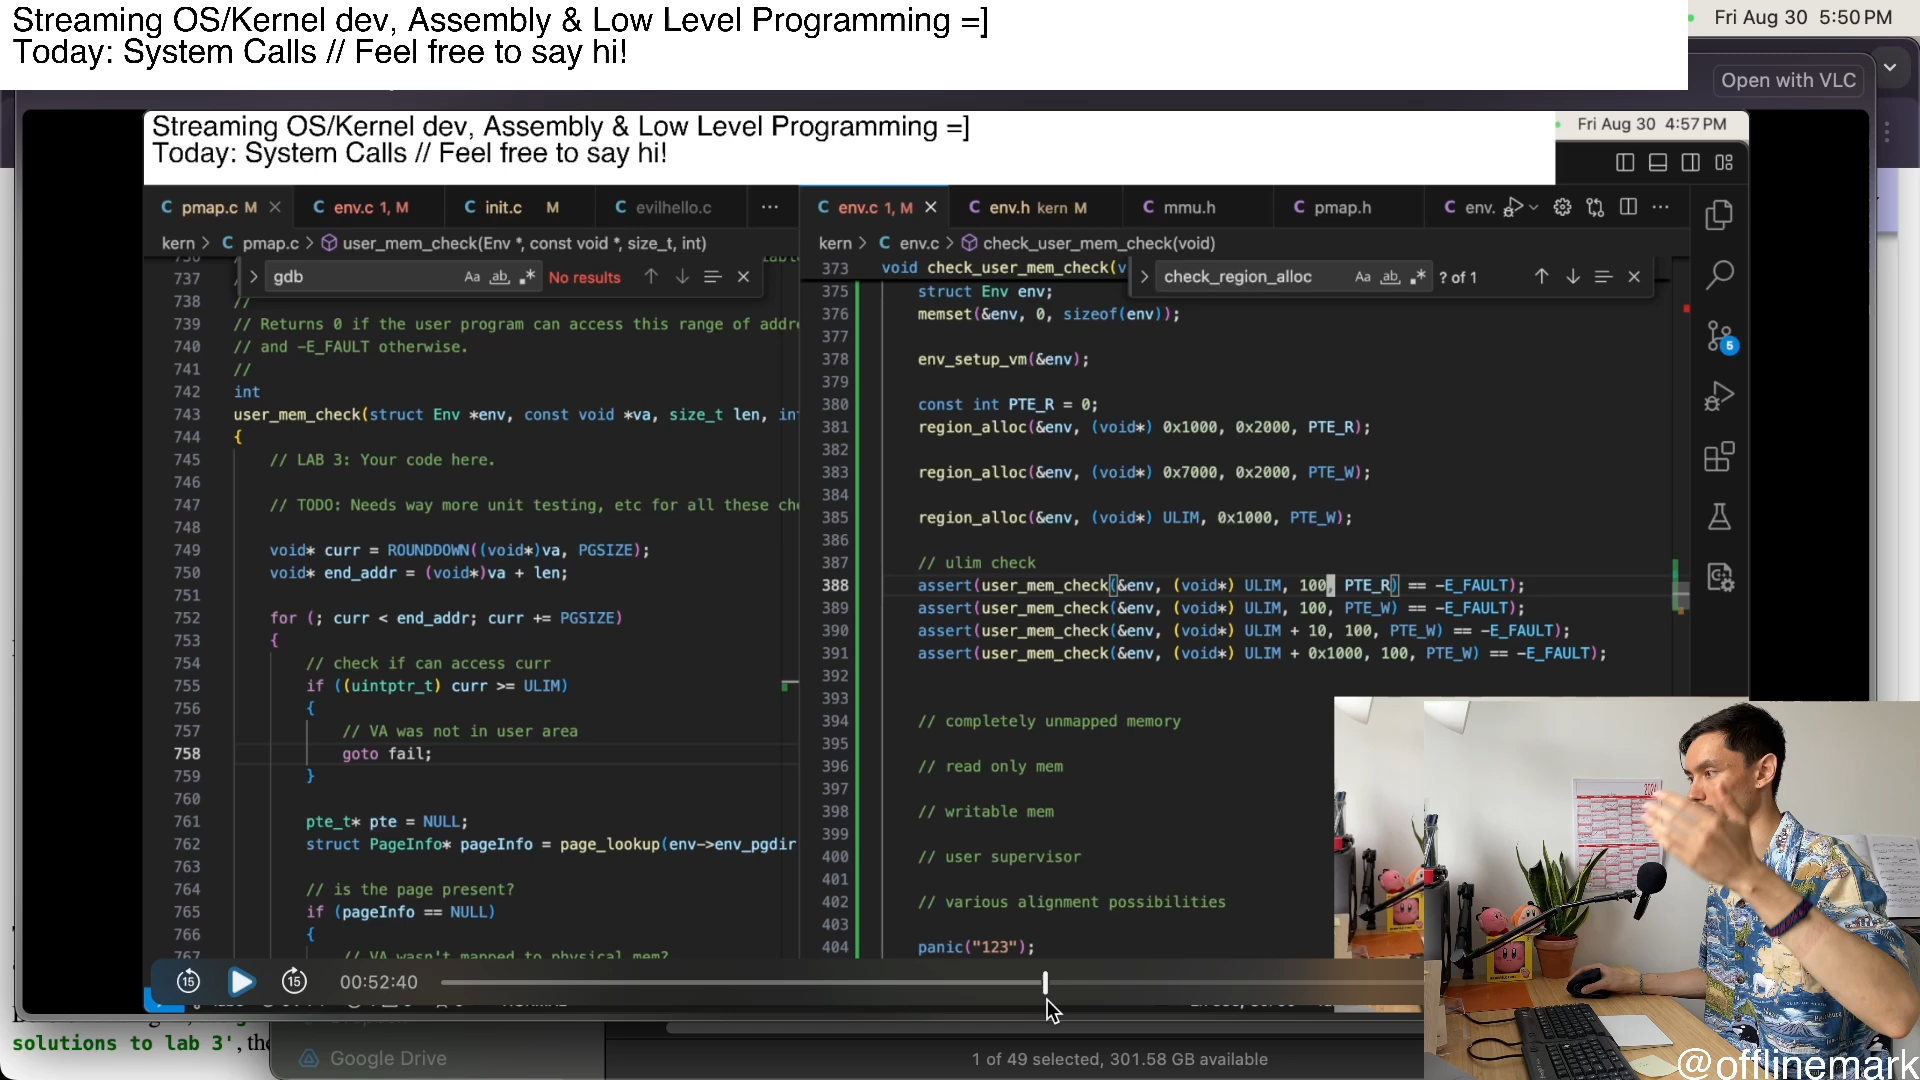 Streaming OS/Kernel dev, Assembly & Low Level Programming =]
Today: System Calls // Feel free to say hi!
Fri Aug 30 5:50 PM
Open with VLC
Streaming OS/Kernel dev, Assembly & Low Level Programming =]
Today: System Calls // Feel free to say hi!
Fri Aug 30 4:57 PM
C pmap.c M
C env.c 1, M
C init.c M
C evilhello.c
C env.c 1, M
C env.h kern M
C mmu.h
C pmap.h
C env.
kern > C pmap.c > user_mem_check(Env *, const void *, size_t, int)
gdb
Aa ab .*
No results
737
738 //
739 // Returns 0 if the user program can access this range of addr
740 // and -E_FAULT otherwise.
741 //
742 int
743 user_mem_check(struct Env *env, const void *va, size_t len, in
744 {
745 // LAB 3: Your code here.
746
747 // TODO: Needs way more unit testing, etc for all these ch
748
749 void* curr = ROUNDDOWN((void*)va, PGSIZE);
750 void* end_addr = (void*)va + len;
751
752 for (; curr < end_addr; curr += PGSIZE)
753 {
754 // check if can access curr
755 if ((uintptr_t) curr >= ULIM)
756 {
757 // VA was not in user area
758 goto fail;
759 }
760
761 pte_t* pte = NULL;
762 struct PageInfo* pageInfo = page_lookup(env->env_pgdir
763
764 // is the page present?
765 if (pageInfo == NULL)
766 {
767 // VA wasn't mapped to physical mem?
kern > C env.c > check_user_mem_check(void)
check_region_alloc
Aa ab .*
? of 1
373 void check_user_mem_check(v
375 struct Env env;
376 memset(&env, 0, sizeof(env));
377
378 env_setup_vm(&env);
379
380 const int PTE_R = 0;
381 region_alloc(&env, (void*) 0x1000, 0x2000, PTE_R);
382
383 region_alloc(&env, (void*) 0x7000, 0x2000, PTE_W);
384
385 region_alloc(&env, (void*) ULIM, 0x1000, PTE_W);
386
387 // ulim check
388 assert(user_mem_check(&env, (void*) ULIM, 100, PTE_R) == -E_FAULT);
389 assert(user_mem_check(&env, (void*) ULIM, 100, PTE_W) == -E_FAULT);
390 assert(user_mem_check(&env, (void*) ULIM + 10, 100, PTE_W) == -E_FAULT);
391 assert(user_mem_check(&env, (void*) ULIM + 0x1000, 100, PTE_W) == -E_FAULT);
392
393
394 // completely unmapped memory
395
396 // read only mem
397
398 // writable mem
399
400 // user supervisor
401
402 // various alignment possibilities
403
404 panic("123");
5
15
15
00:52:40
solutions to lab 3', the
Google Drive
1 of 49 selected, 301.58 GB available
@offlinemark